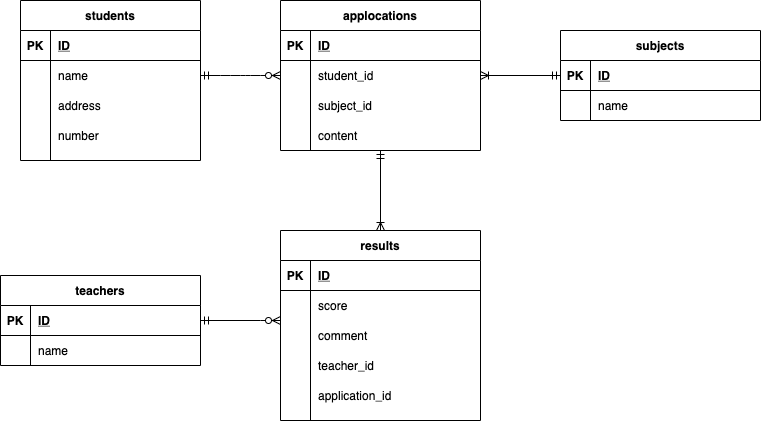 students
PK ID
name
address
number
applocations
PK ID
student_id
subject_id
content
subjects
PK ID
name
teachers
PK ID
name
results
PK ID
score
comment
teacher_id
application_id